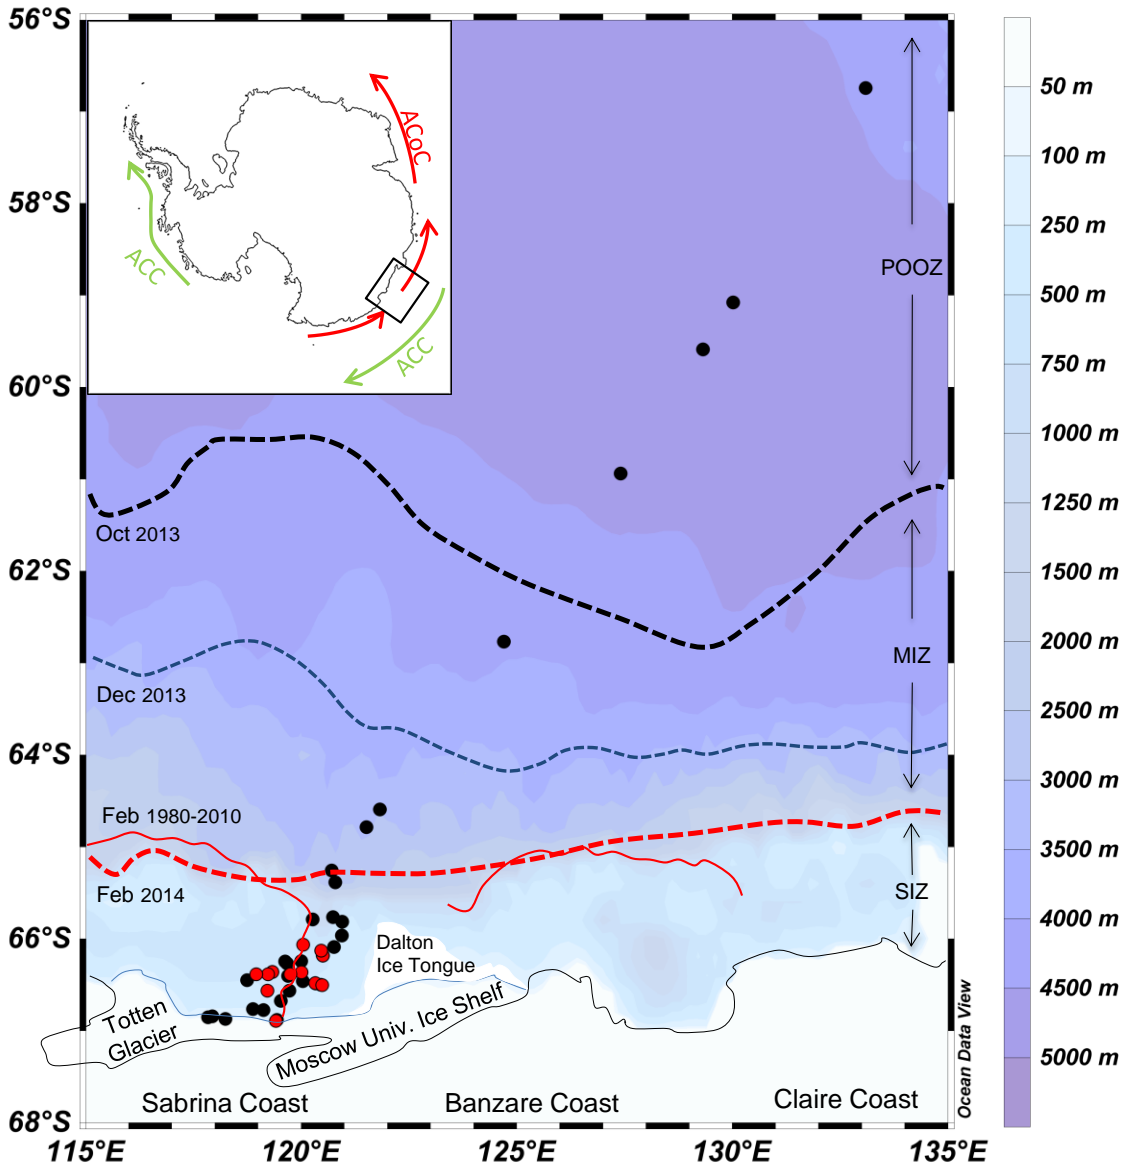 56°S
58°S
60°S
62°S
64°S
66°S
68°S
115°E
120°E
125°E
130°E
135°E
ACoC
ACC
ACC
POOZ
MIZ
SIZ
Oct 2013
Dec 2013
Feb 1980-2010
Feb 2014
Dalton
Ice Tongue
Totten
Glacier
Moscow Univ. Ice Shelf
Sabrina Coast
Banzare Coast
Claire Coast
Ocean Data View
50 m
100 m
250 m
500 m
750 m
1000 m
1250 m
1500 m
2000 m
2500 m
3000 m
3500 m
4000 m
4500 m
5000 m